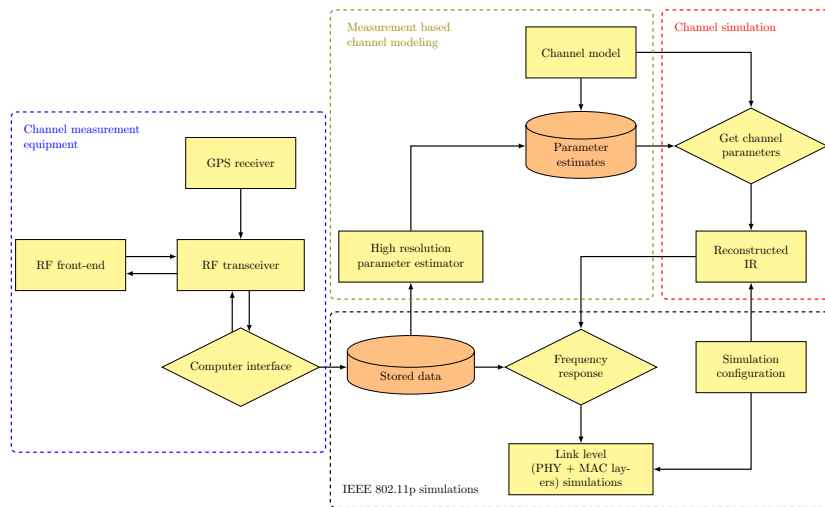 Measurement based
channel modeling
Channel simulation
Channel model
Channel measurement
equipment
GPS receiver
Parameter
estimates
Get channel
parameters
RF front-end
RF transceiver
High resolution
parameter estimator
Reconstructed
IR
Computer interface
Stored data
Frequency
response
Simulation
configuration
Link level
(PHY + MAC lay-
ers) simulations
IEEE 802.11p simulations